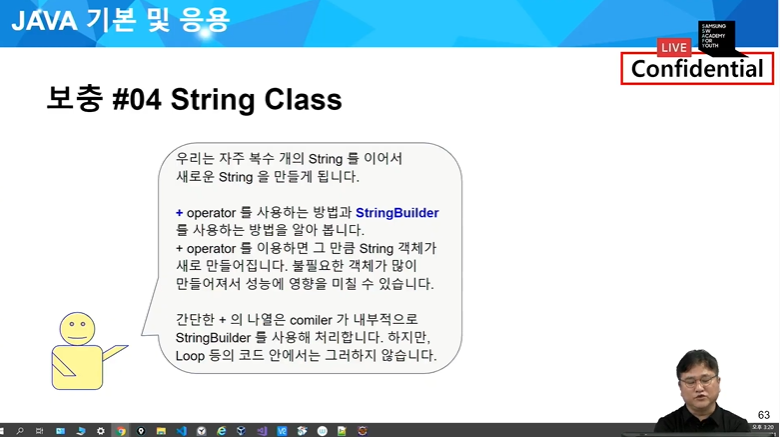 JAVA 기본 및 응용
SAMSUNG
SW
ACADEMY
FOR
YOUTH
LIVE
Confidential
보충 #04 String Class
우리는 자주 복수 개의 String 를 이어서
새로운 String 을 만들게 됩니다.
+ operator 를 사용하는 방법과 StringBuilder
를 사용하는 방법을 알아 봅니다.
+ operator 를 이용하면 그 만큼 String 객체가
새로 만들어집니다. 불필요한 객체가 많이
만들어져서 성능에 영향을 미칠 수 있습니다.
간단한 + 의 나열은 comiler 가 내부적으로
StringBuilder 를 사용해 처리합니다. 하지만,
Loop 등의 코드 안에서는 그러하지 않습니다.
63
오후 3:20